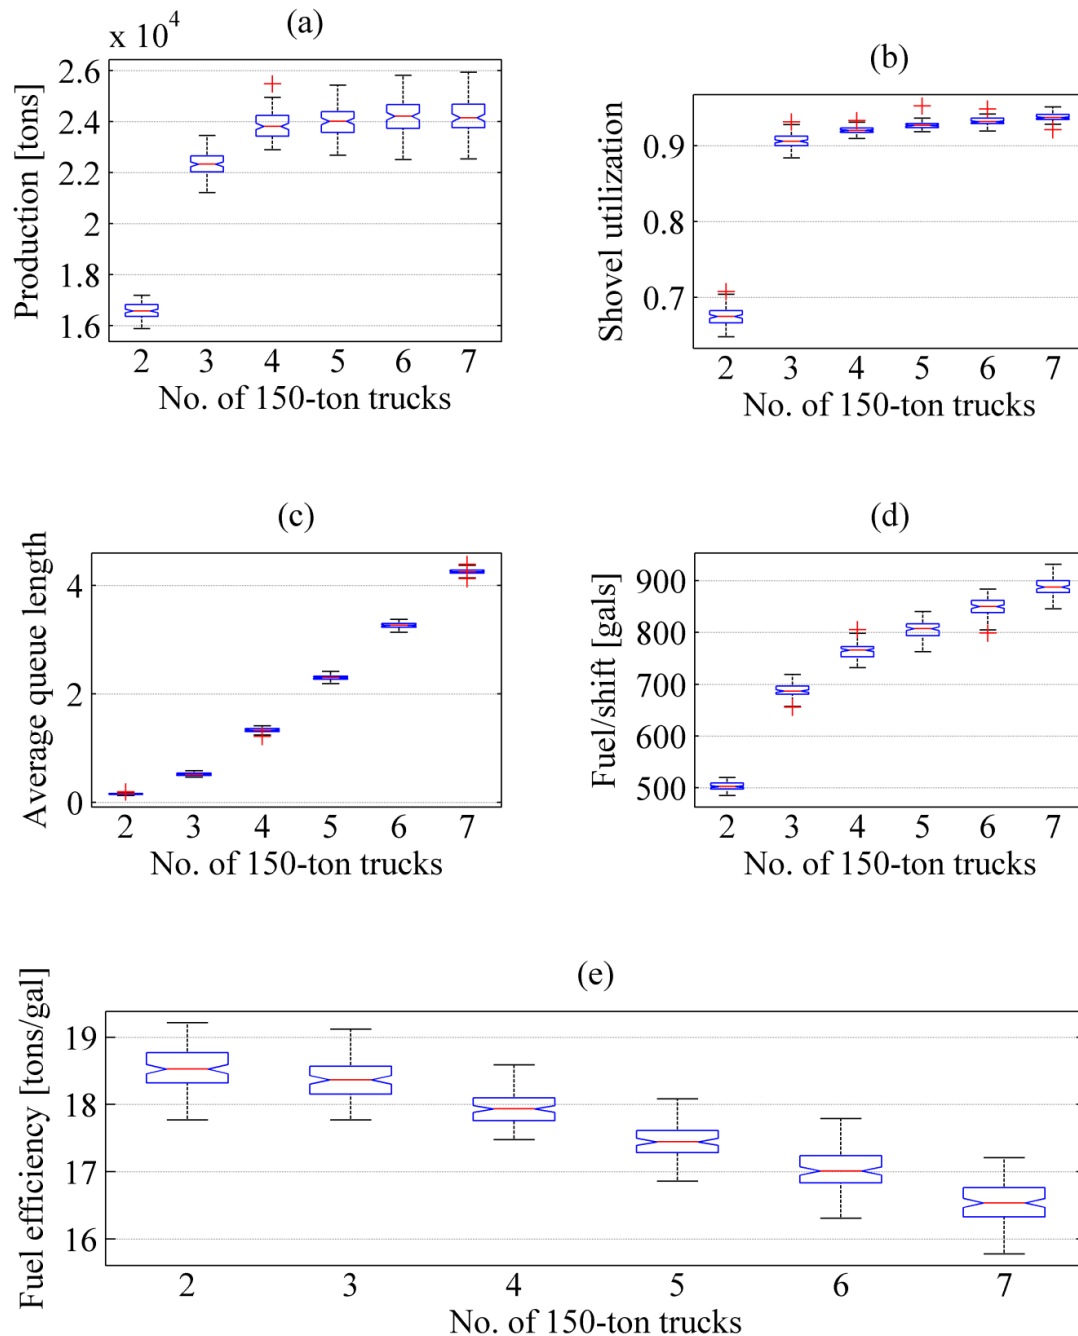 (a)
x 10⁴
Production [tons]
2.6
2.4
2.2
2
1.8
1.6
2 3 4 5 6 7
No. of 150-ton trucks
(b)
Shovel utilization
0.9
0.8
0.7
2 3 4 5 6 7
No. of 150-ton trucks
(c)
Average queue length
4
2
0
2 3 4 5 6 7
No. of 150-ton trucks
(d)
Fuel/shift [gals]
900
800
700
600
500
2 3 4 5 6 7
No. of 150-ton trucks
(e)
Fuel efficiency [tons/gal]
19
18
17
16
2 3 4 5 6 7
No. of 150-ton trucks